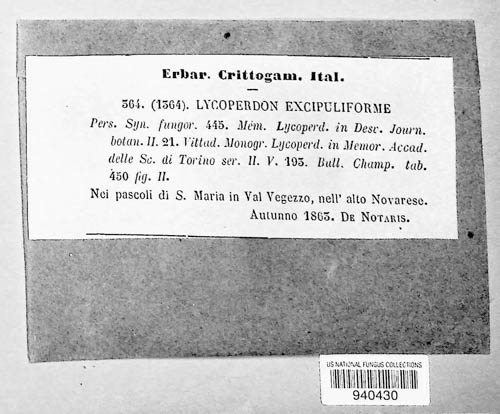 Erbar. Crittogam. Ital.
364. (1364). LYCOPERDON EXCIPULIFORME
Pers. Syn. fungor. 445. Mém. Lycoperd. in Desv. Journ.
botan. II. 21. Vittad. Monogr. Lycoperd. in Memor. Accad.
delle Sc. di Torino ser. II. V. 193. Bull. Champ. tab.
450 fig. II.
Nei pascoli di S. Maria in Val Vegezzo, nell' alto Novarese.
Autunno 1863. DE NOTARIS.
US NATIONAL FUNGUS COLLECTIONS
940430